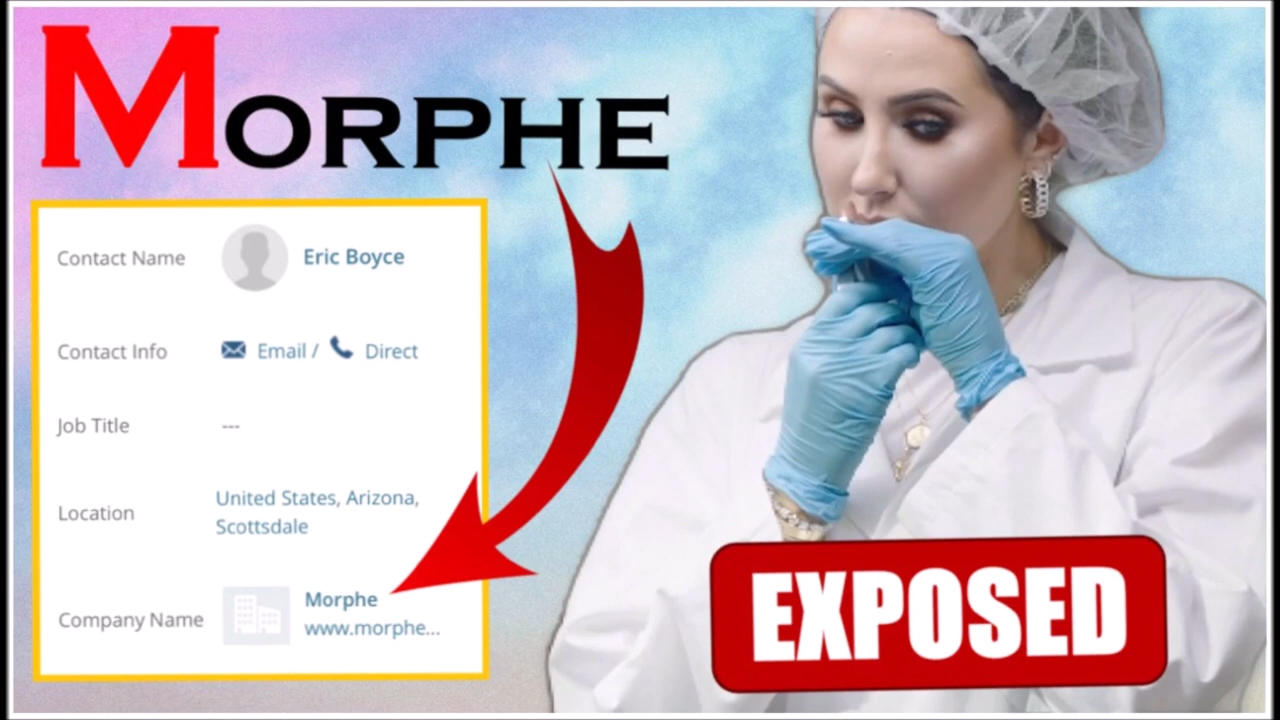 MORPHE
Contact Name Eric Boyce
Contact Info Email / Direct
Job Title ---
Location United States, Arizona,
Scottsdale
Company Name Morphe
www.morphe...
EXPOSED